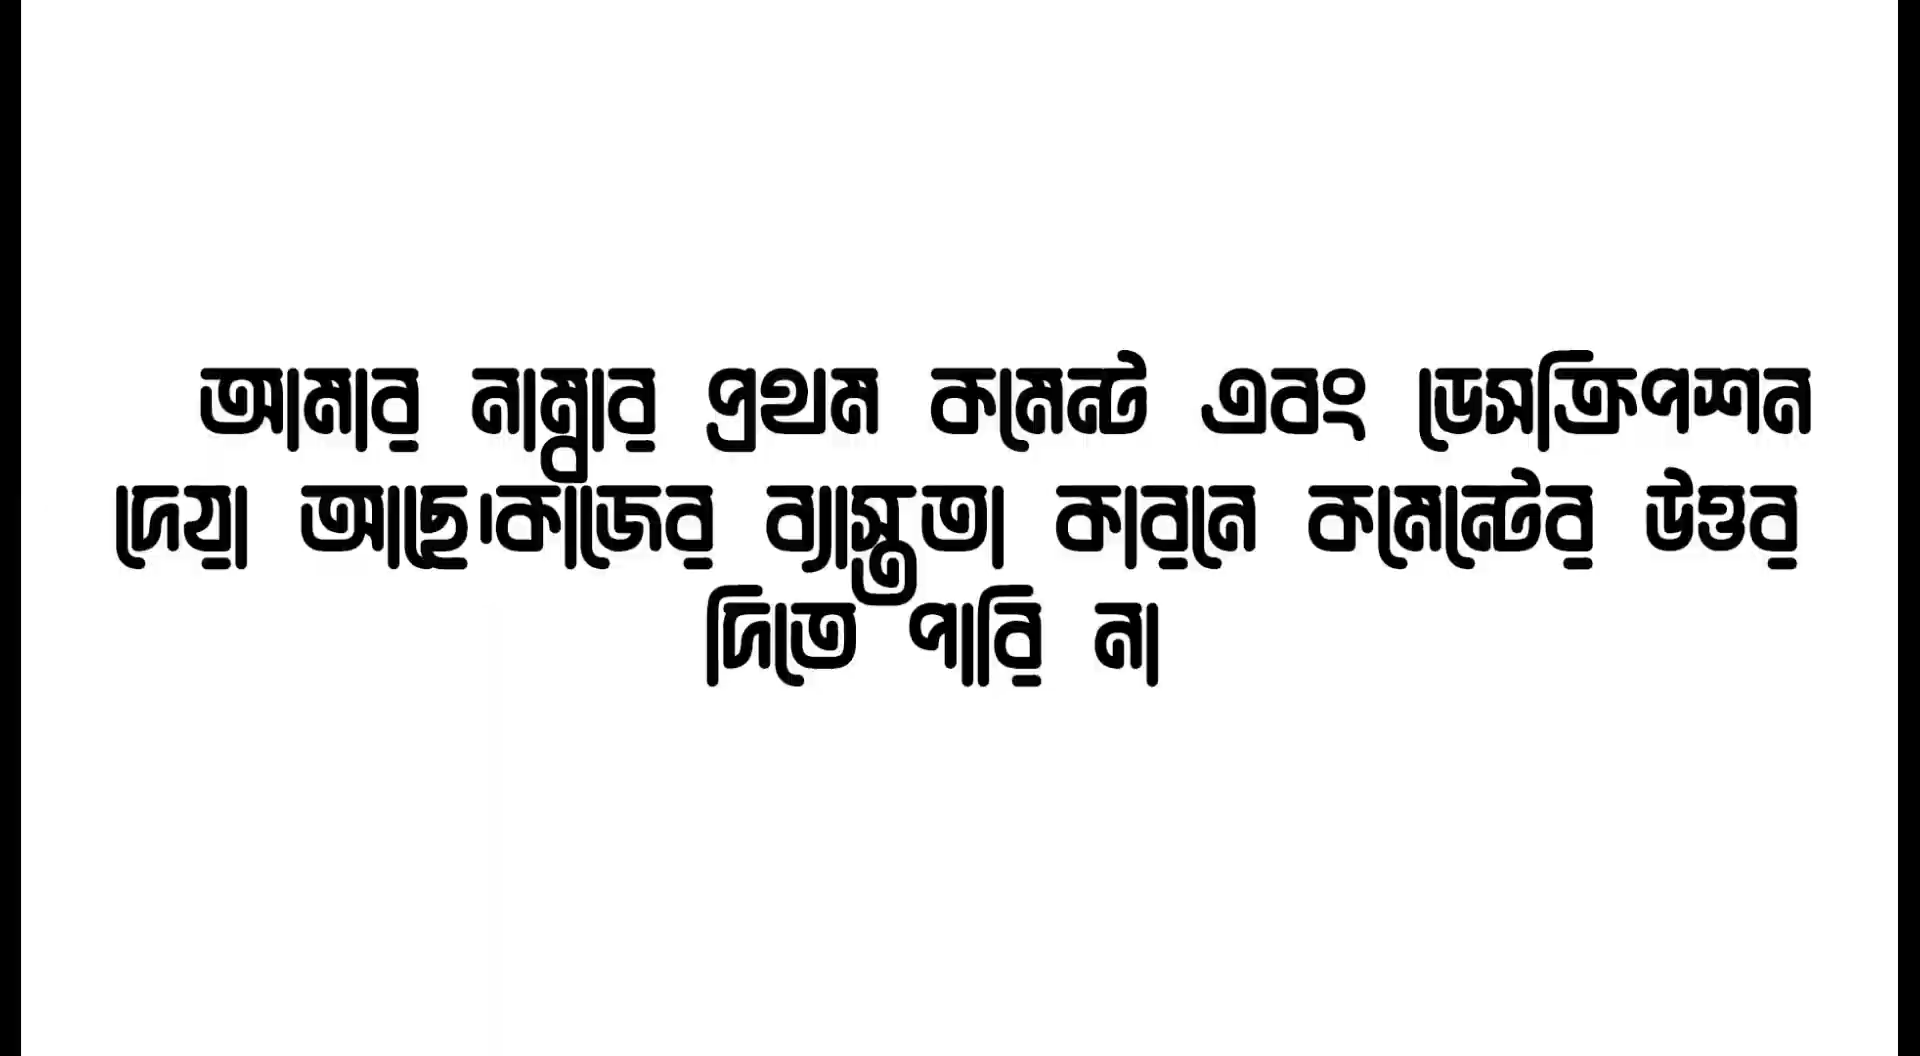 আমার নাম্বার প্রথম কমেন্ট এবং ডেসক্রিপশন
দেয়া আছে।কাজের ব্যাস্ততা কারনে কমেন্টের উত্তর
দিতে পারি না